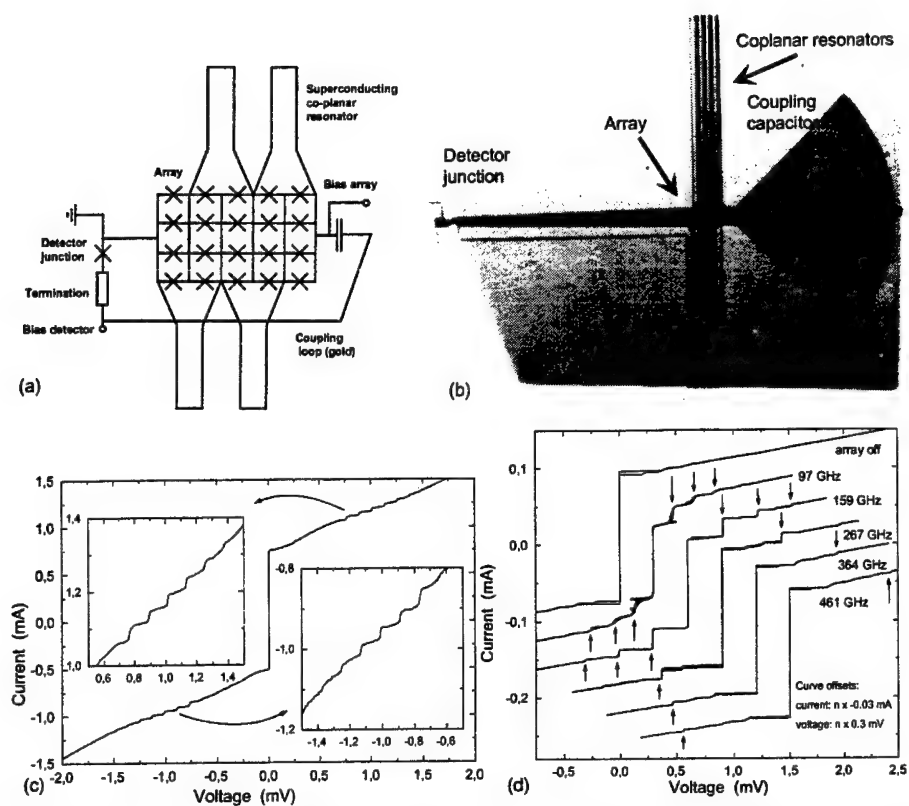 Superconducting
co-planar
resonator
Array
Bias array
Detector
junction
Termination
Bias detector
Coupling
loop (gold)
(a)
Coplanar resonators
Coupling
capacitor
Array
Detector
junction
(b)
1,5
1,0
0,5
0,0
-0,5
-1,0
-1,5
Current (mA)
-2,0 -1,5 -1,0 -0,5 0,0 0,5 1,0 1,5 2,0
Voltage (mV)
1,4
1,2
1,0
0,6 0,8 1,0 1,2 1,4
-0,8
-1,0
-1,2
-1,4 -1,2 -1,0 -0,8 -0,6
(c)
0,1
0,0
-0,1
-0,2
Current (mA)
array off
97 GHz
159 GHz
267 GHz
364 GHz
461 GHz
Curve offsets:
current: n x -0.03 mA
voltage: n x 0.3 mV
-0,5 0,0 0,5 1,0 1,5 2,0 2,5
Voltage (mV)
(d)